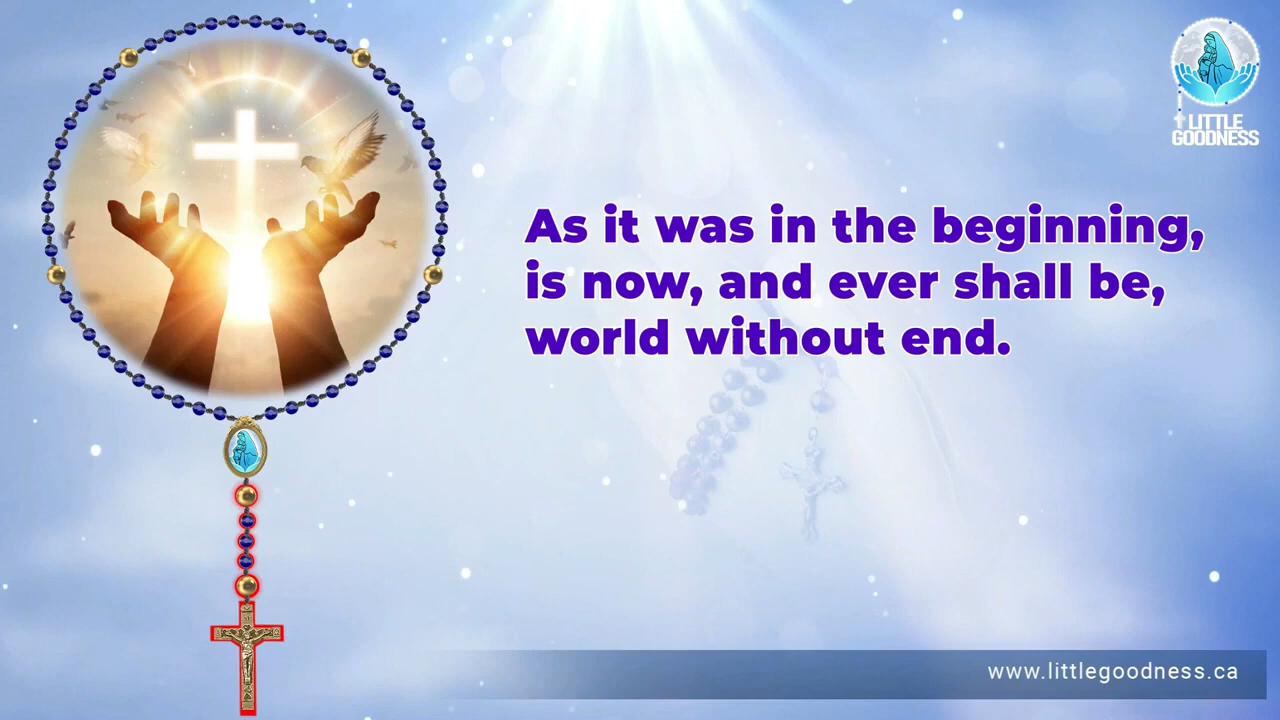 LITTLE
GOODNESS
As it was in the beginning,
is now, and ever shall be,
world without end.
www.littlegoodness.ca